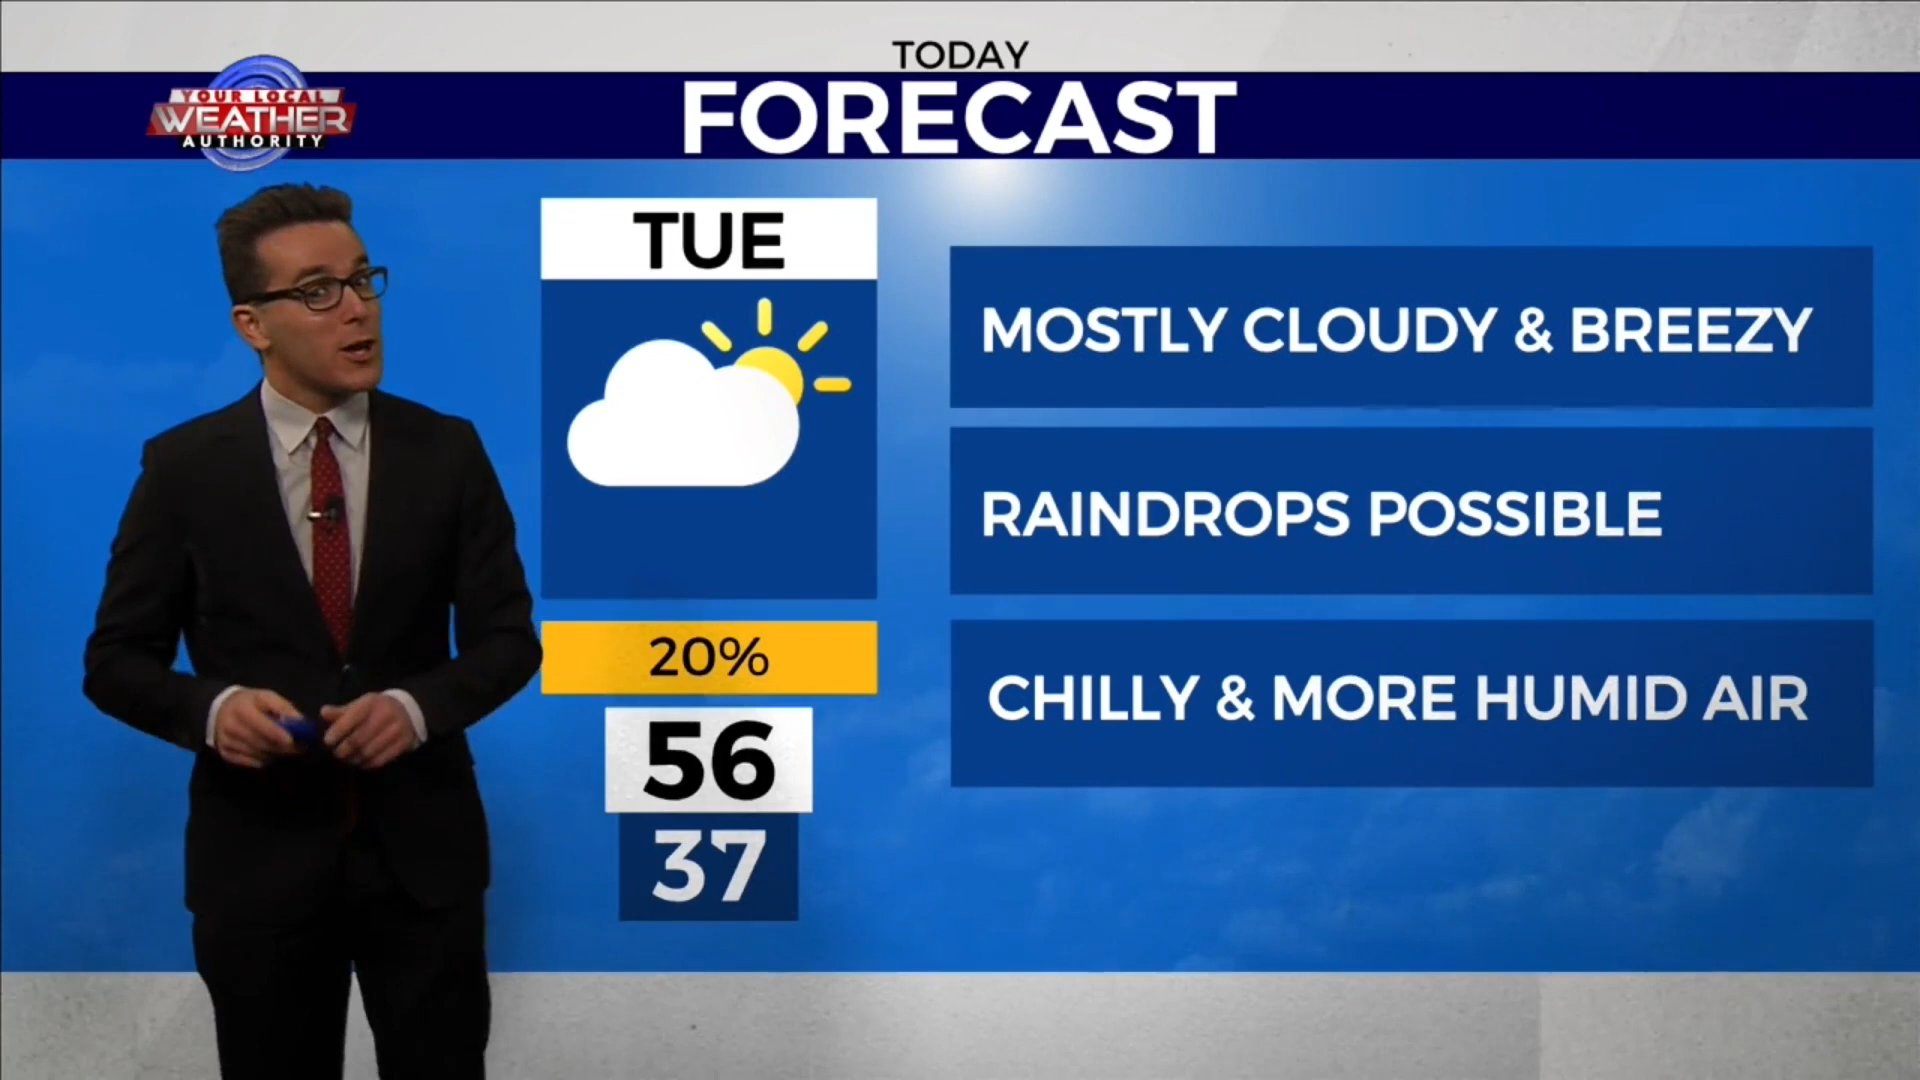 TODAY
FORECAST
YOUR LOCAL
WEATHER
AUTHORITY
TUE
20%
56
37
MOSTLY CLOUDY & BREEZY
RAINDROPS POSSIBLE
CHILLY & MORE HUMID AIR